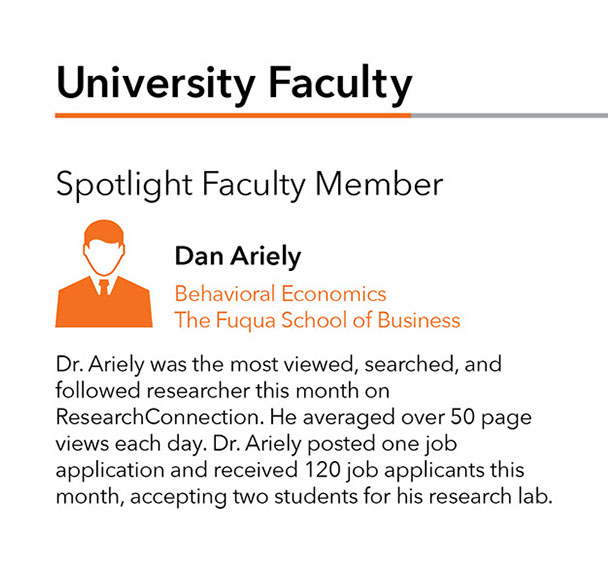 University Faculty
Spotlight Faculty Member
Dan Ariely
Behavioral Economics
The Fuqua School of Business
Dr. Ariely was the most viewed, searched, and
followed researcher this month on
ResearchConnection. He averaged over 50 page
views each day. Dr. Ariely posted one job
application and received 120 job applicants this
month, accepting two students for his research lab.